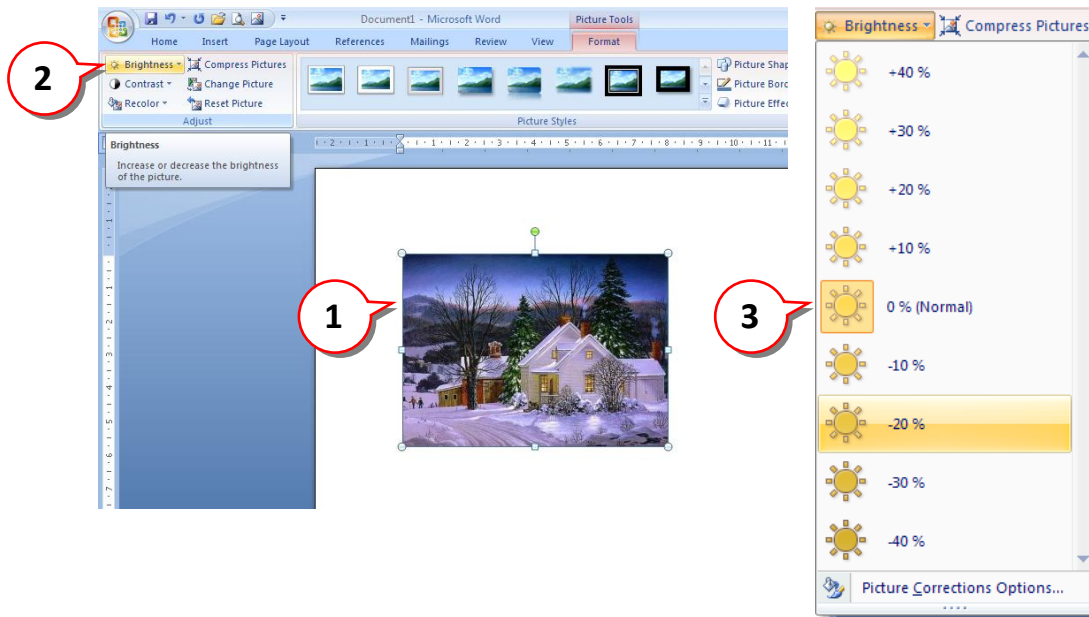 Document1 - Microsoft Word
Picture Tools
Home Insert Page Layout References Mailings Review View Format
Brightness Compress Pictures
Contrast Change Picture
Recolor Reset Picture
Adjust
Picture Shap
Picture Bord
Picture Effec
Picture Styles
Brightness
Increase or decrease the brightness
of the picture.
2
1
3
Brightness Compress Pictures
+40 %
+30 %
+20 %
+10 %
0 % (Normal)
-10 %
-20 %
-30 %
-40 %
Picture Corrections Options...